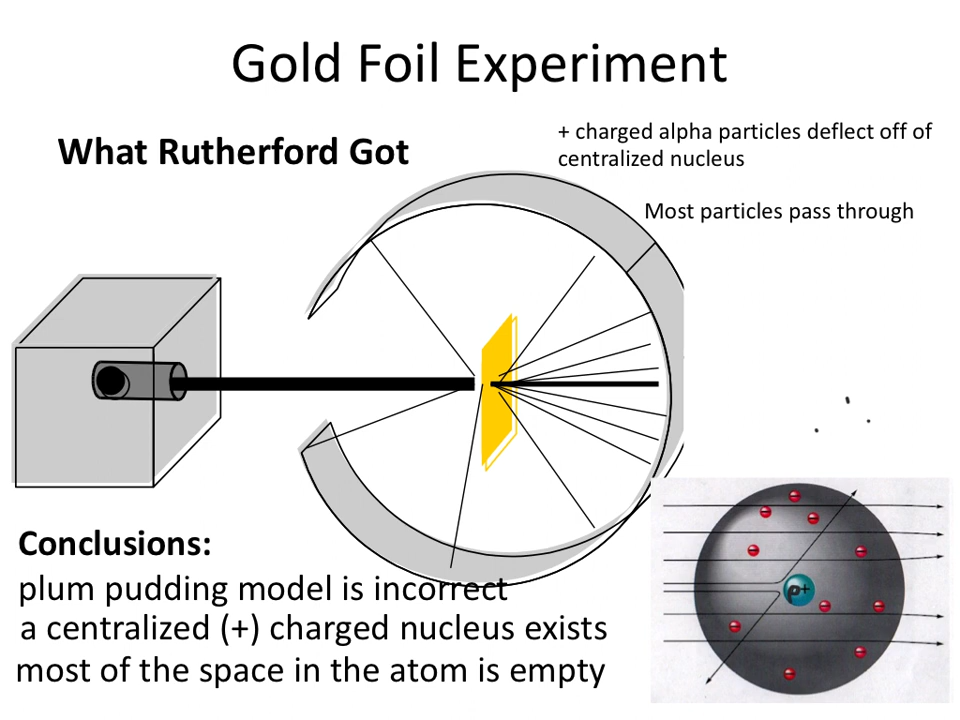 Gold Foil Experiment
What Rutherford Got
+ charged alpha particles deflect off of
centralized nucleus
Most particles pass through
Conclusions:
plum pudding model is incorrect
a centralized (+) charged nucleus exists
most of the space in the atom is empty
P+